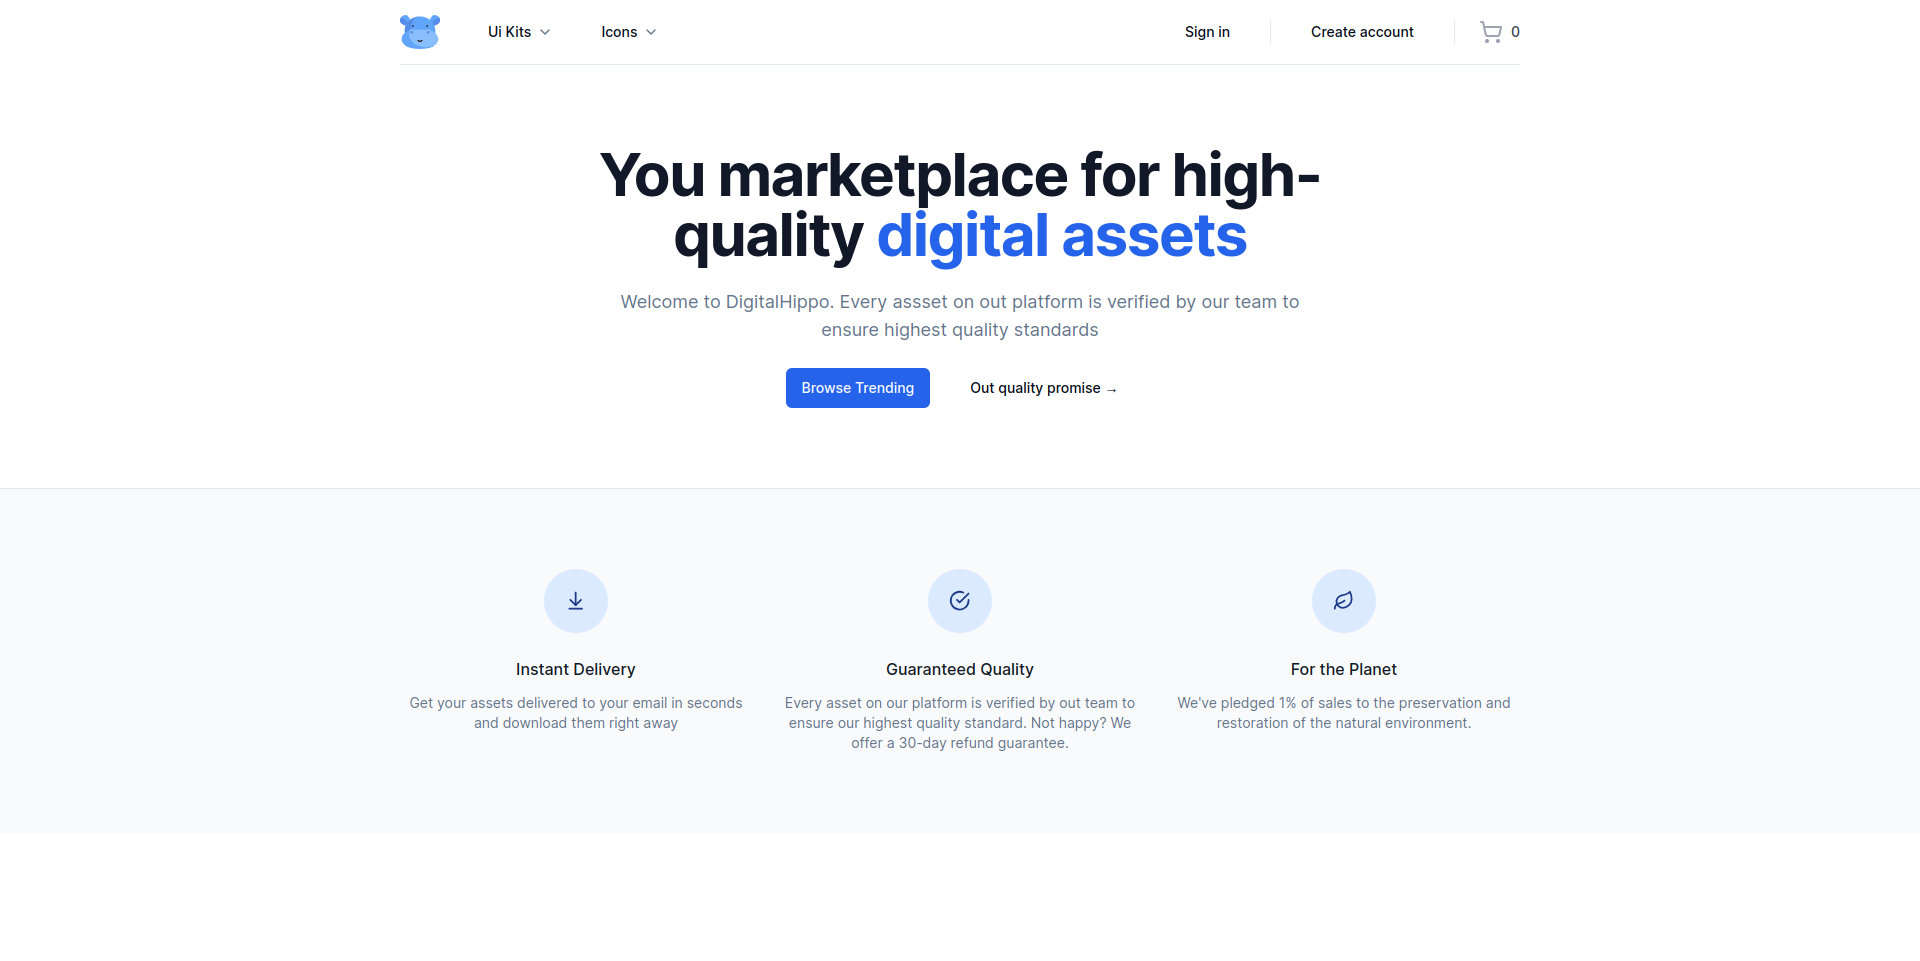 Ui Kits
Icons
Sign in
Create account
0
You marketplace for high-
quality digital assets
Welcome to DigitalHippo. Every assset on out platform is verified by our team to
ensure highest quality standards
Browse Trending
Out quality promise →
Instant Delivery
Get your assets delivered to your email in seconds
and download them right away
Guaranteed Quality
Every asset on our platform is verified by out team to
ensure our highest quality standard. Not happy? We
offer a 30-day refund guarantee.
For the Planet
We've pledged 1% of sales to the preservation and
restoration of the natural environment.